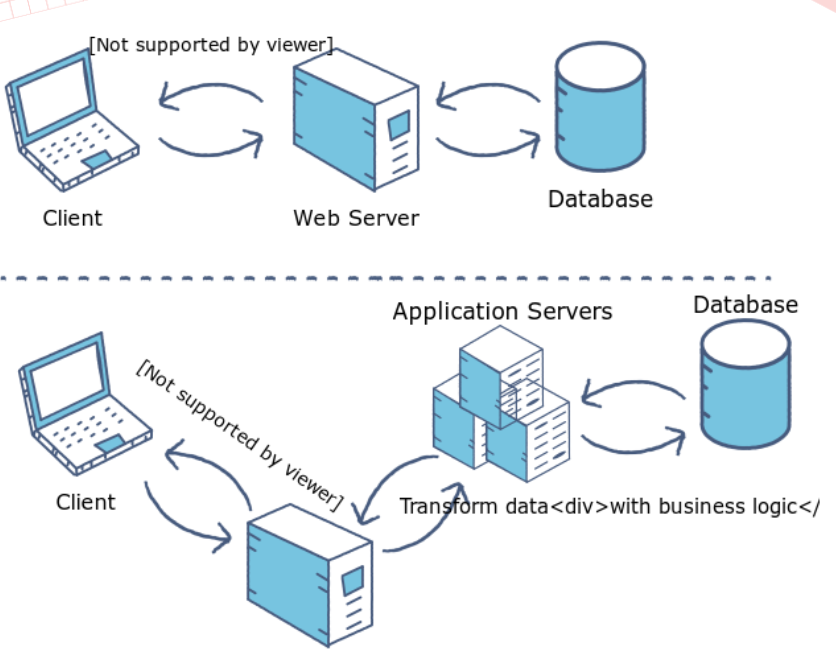 [Not supported by viewer]
Client
Web Server
Database
Application Servers
Database
[Not supported by viewer]
Client
Transform data<div>with business logic</